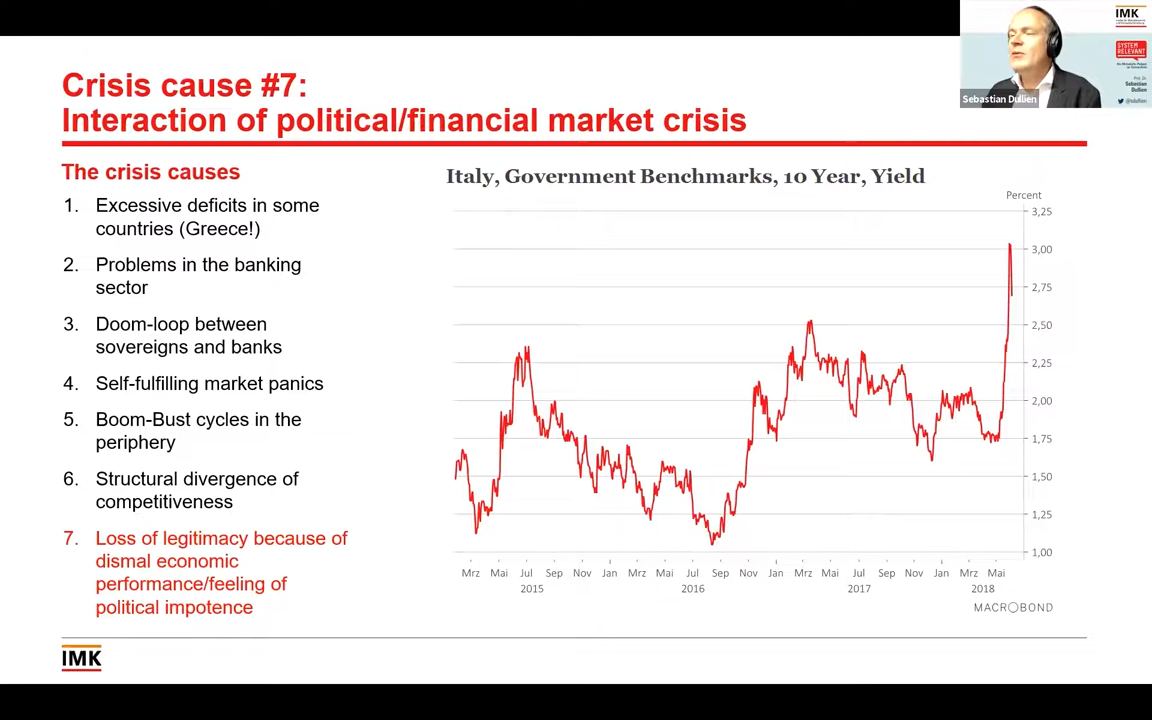 Crisis cause #7:
Interaction of political/financial market crisis
The crisis causes
1. Excessive deficits in some
countries (Greece!)
2. Problems in the banking
sector
3. Doom-loop between
sovereigns and banks
4. Self-fulfilling market panics
5. Boom-Bust cycles in the
periphery
6. Structural divergence of
competitiveness
7. Loss of legitimacy because of
dismal economic
performance/feeling of
political impotence
Italy, Government Benchmarks, 10 Year, Yield
Percent
3,25
3,00
2,75
2,50
2,25
2,00
1,75
1,50
1,25
1,00
Mrz Mai Jul Sep Nov Jan Mrz Mai Jul Sep Nov Jan Mrz Mai Jul Sep Nov Jan Mrz Mai
2015 2016 2017 2018
MACROBOND
IMK
IMK
SYSTEM
RELEVANT
Prof. Dr.
Sebastian
Dullien
@sdullien
Sebastian Dullien